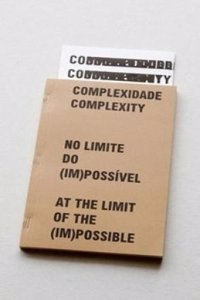 COMPLEXIDADE
COMPLEXITY
NO LIMITE
DO
(IM)POSSÍVEL
AT THE LIMIT
OF THE
(IM)POSSIBLE